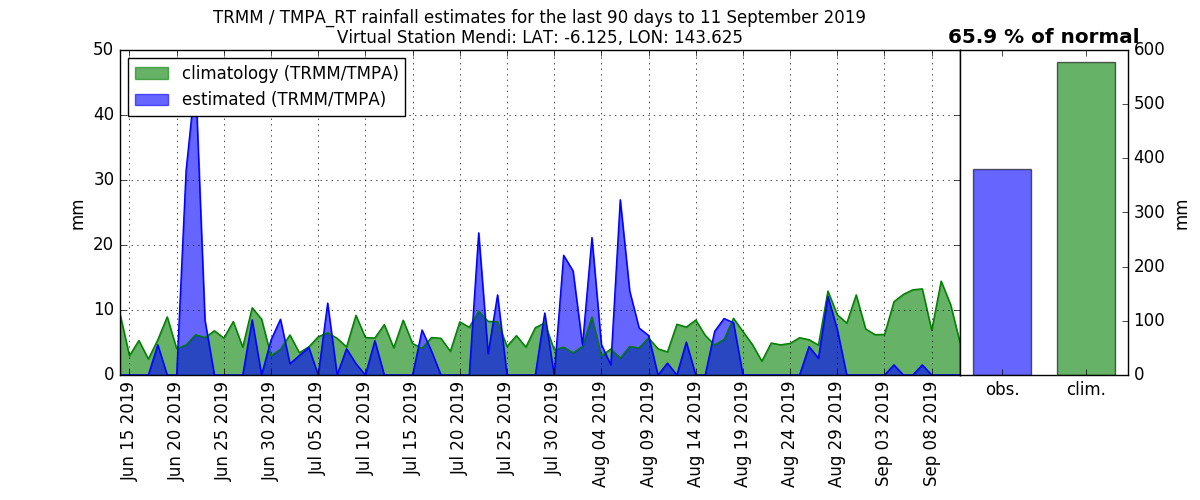 TRMM / TMPA_RT rainfall estimates for the last 90 days to 11 September 2019
Virtual Station Mendi: LAT: -6.125, LON: 143.625
65.9 % of normal
climatology (TRMM/TMPA)
estimated (TRMM/TMPA)
mm
50
40
30
20
10
0
Jun 15 2019
Jun 20 2019
Jun 25 2019
Jun 30 2019
Jul 05 2019
Jul 10 2019
Jul 15 2019
Jul 20 2019
Jul 25 2019
Jul 30 2019
Aug 04 2019
Aug 09 2019
Aug 14 2019
Aug 19 2019
Aug 24 2019
Aug 29 2019
Sep 03 2019
Sep 08 2019
obs.
clim.
600
500
400
300
200
100
0
mm